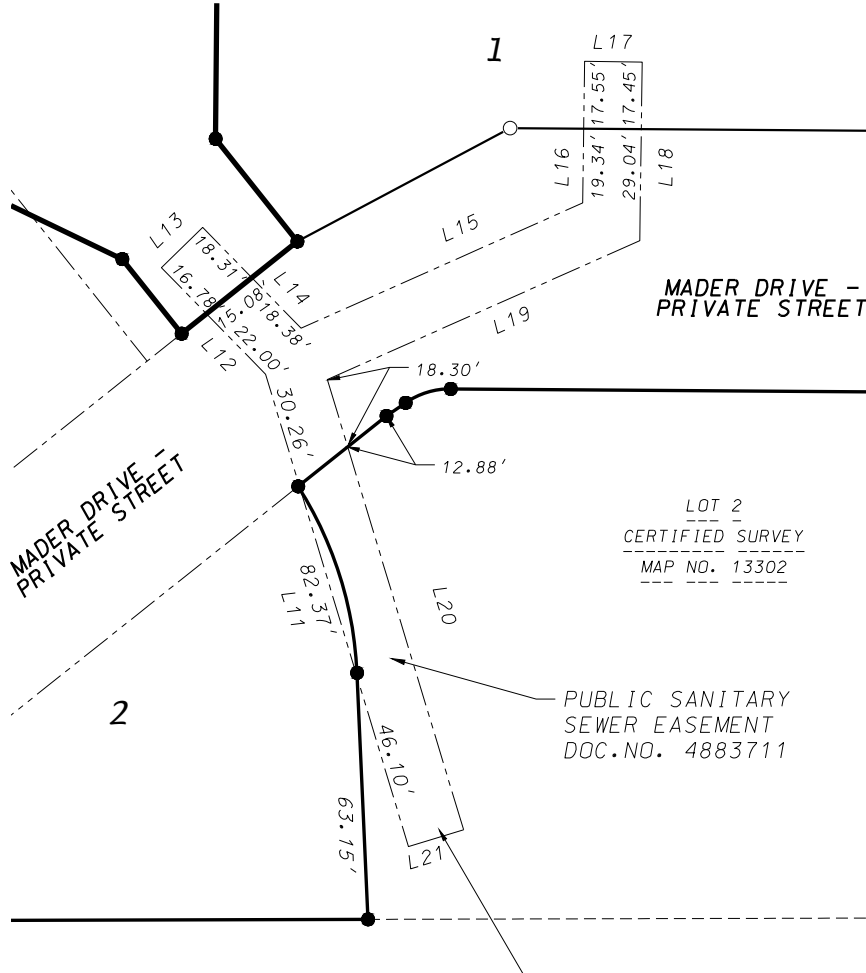 L17
1
17.55'
17.45'
L16
19.34'
29.04'
L18
L13
L15
18.31'
16.78'
L14
15.08'
18.38'
MADER DRIVE -
PRIVATE STREET
L19
L12
22.00'
18.30'
30.26'
12.88'
MADER DRIVE -
PRIVATE STREET
LOT 2
CERTIFIED SURVEY
MAP NO. 13302
82.37'
L11
L20
2
PUBLIC SANITARY
SEWER EASEMENT
DOC.NO. 4883711
46.10'
63.15'
L21